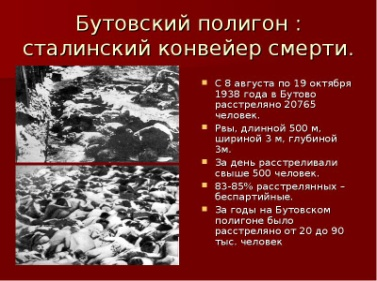 Бутовский полигон :
сталинский конвейер смерти.
С 8 августа по 19 октября
1938 года в Бутово
расстреляно 20765
человек.
Рвы, длинной 500 м,
шириной 3 м, глубиной
3м.
За день расстреливали
свыше 500 человек.
83-85% расстрелянных –
беспартийные.
За годы на Бутовском
полигоне было
расстреляно от 20 до 90
тыс. человек